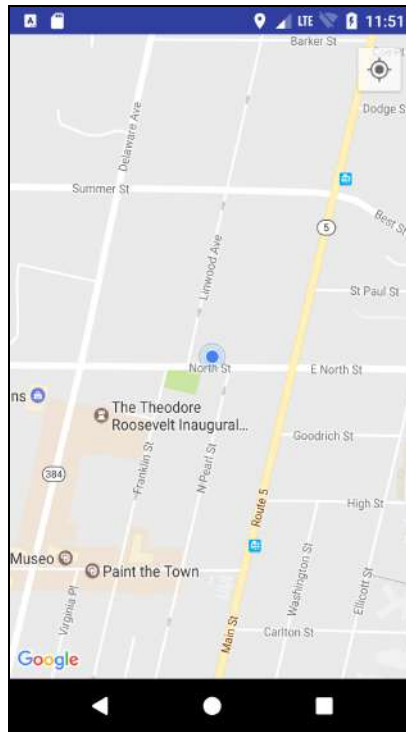 LTE 11:51
Barker St
Dodge S
Delaware Ave
Summer St
Best St
Linwood Ave
5
St Paul St
North St
E North St
ns
The Theodore
Roosevelt Inaugural...
Goodrich St
384
Franklin St
N Pearl St
Route 5
High St
Museo
Paint the Town
Washington St
Ellicott St
Virginia Pl
Main St
Carlton St
Google